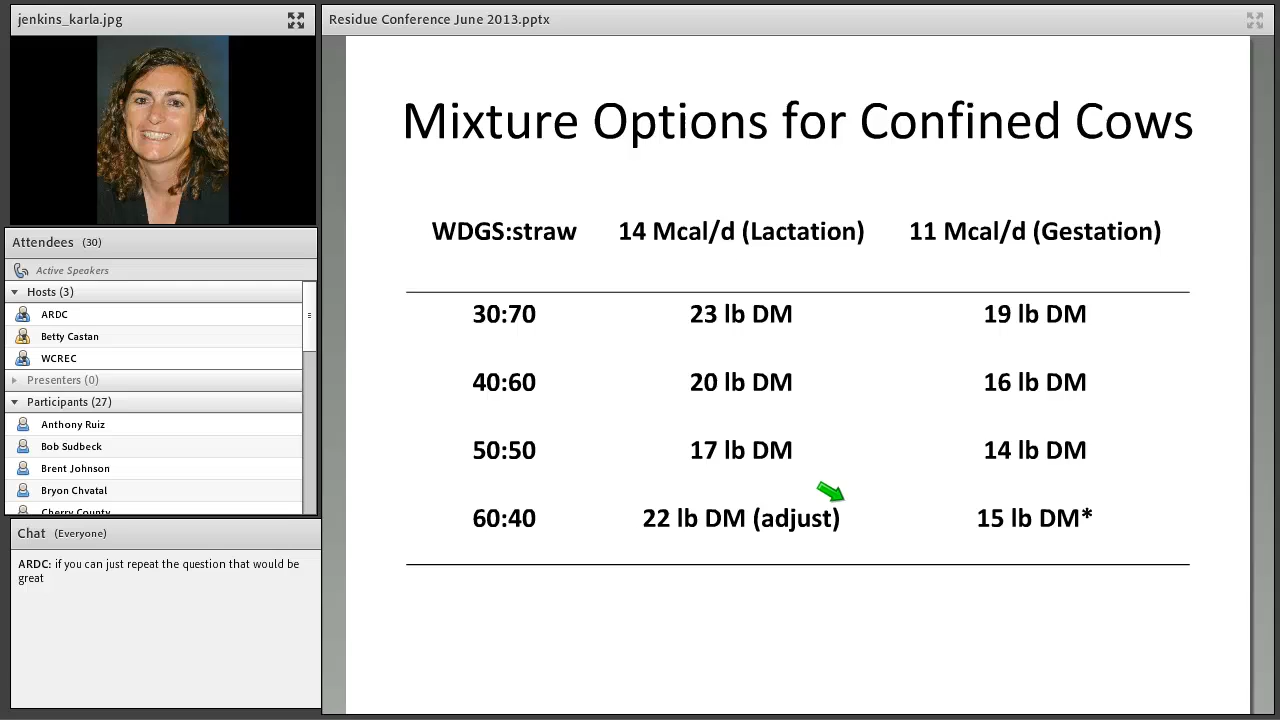 jenkins_karla.jpg
Attendees (30)
Active Speakers
Hosts (3)
ARDC
Betty Castan
WCREC
Presenters (0)
Participants (27)
Anthony Ruiz
Bob Sudbeck
Brent Johnson
Bryon Chvatal
Cherry County
Chat (Everyone)
ARDC: if you can just repeat the question that would be
great
Residue Conference June 2013.pptx
Mixture Options for Confined Cows
WDGS:straw 14 Mcal/d (Lactation) 11 Mcal/d (Gestation)
30:70 23 lb DM 19 lb DM
40:60 20 lb DM 16 lb DM
50:50 17 lb DM 14 lb DM
60:40 22 lb DM (adjust) 15 lb DM*